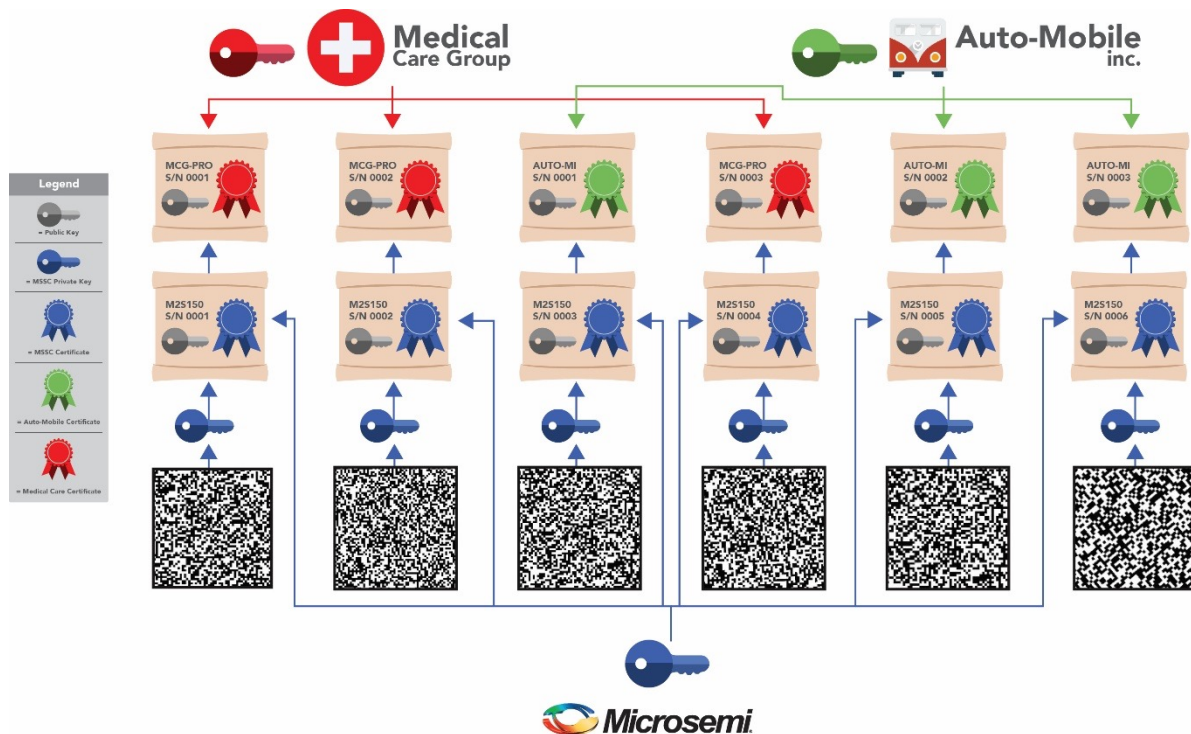 Medical
Care Group
Auto-Mobile
inc.
MCG-PRO
S/N 0001
MCG-PRO
S/N 0002
AUTO-MI
S/N 0001
MCG-PRO
S/N 0003
AUTO-MI
S/N 0002
AUTO-MI
S/N 0003
Legend
= Public Key
= MSSC Private Key
= MSSC Certificate
= Auto-Mobile Certificate
= Medical Care Certificate
M2S150
S/N 0001
M2S150
S/N 0002
M2S150
S/N 0003
M2S150
S/N 0004
M2S150
S/N 0005
M2S150
S/N 0006
Microsemi.